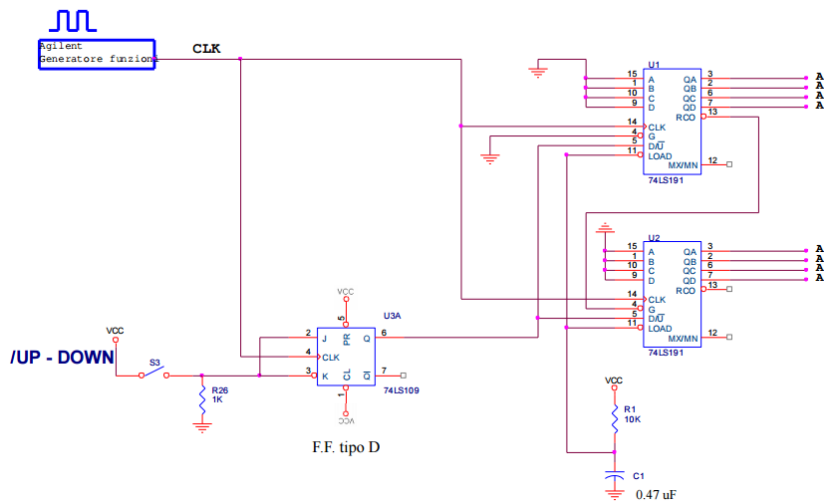 Agilent
Generatore funzioni
CLK
U1
15 A QA 3 A
1 B QB 2 A
10 C QC 6 A
9 D QD 7 A
RCO 13
14 CLK
4 G
5 D/U
11 LOAD
MX/MN 12
74LS191
U2
15 A QA 3 A
1 B QB 2 A
10 C QC 6 A
9 D QD 7 A
RCO 13
14 CLK
4 G
5 D/U
11 LOAD
MX/MN 12
74LS191
VCC
U3A
5
PR
2 J Q 6
4 CLK
3 K Q 7
CL
1
74LS109
VCC
F.F. tipo D
VCC
/UP - DOWN
S3
R26
1K
VCC
R1
10K
C1
0.47 uF